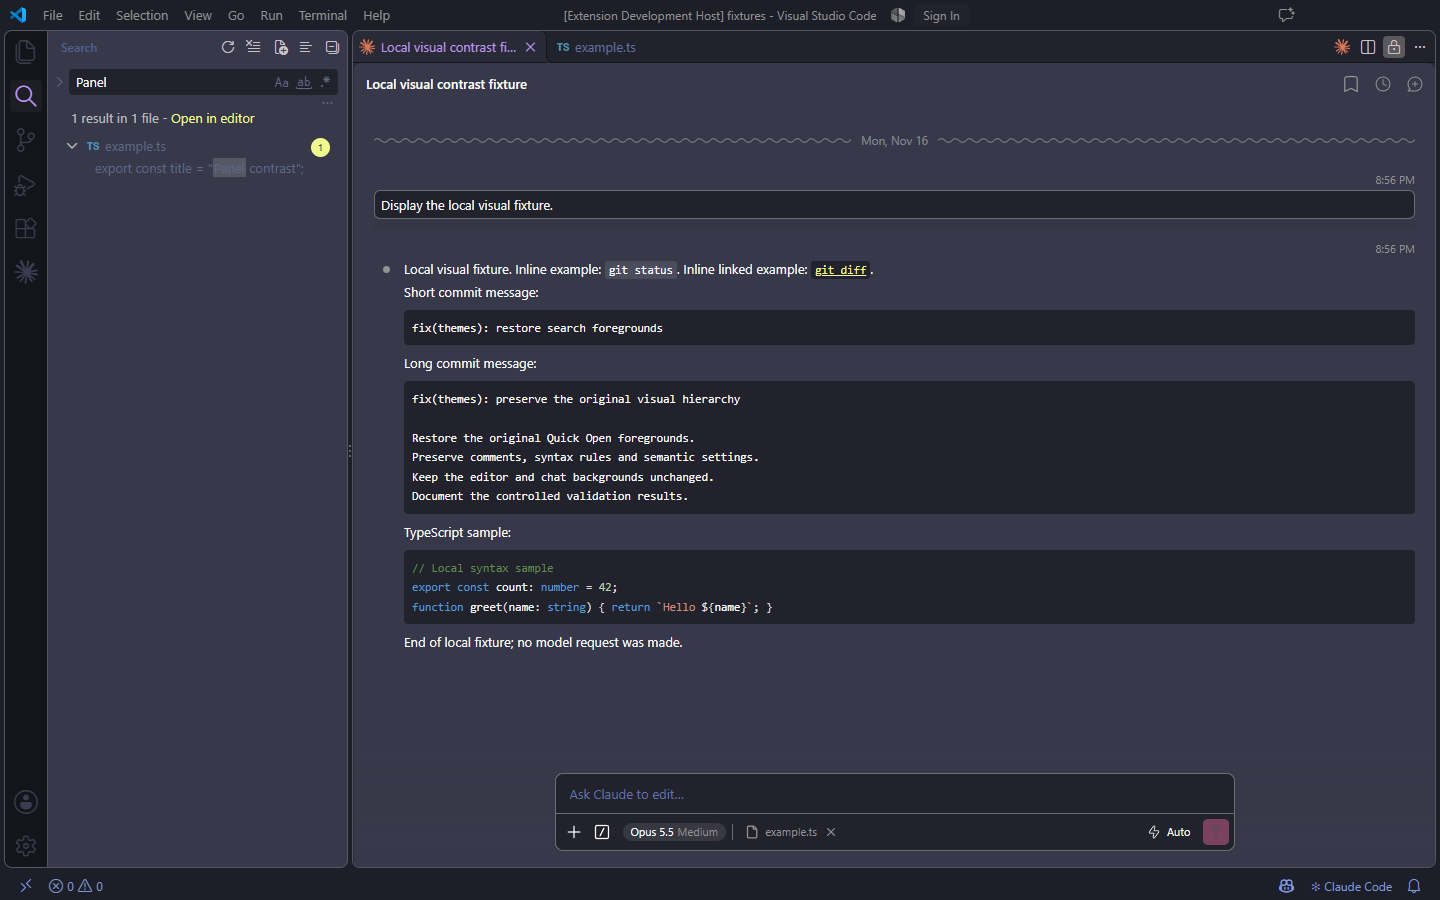 File Edit Selection View Go Run Terminal Help
[Extension Development Host] fixtures - Visual Studio Code
Sign In
Search
Panel
Aa ab .*
1 result in 1 file - Open in editor
TS example.ts
1
export const title = "Panel contrast";
Local visual contrast fi...
TS example.ts
Local visual contrast fixture
Mon, Nov 16
8:56 PM
Display the local visual fixture.
8:56 PM
Local visual fixture. Inline example: git status. Inline linked example: git diff.
Short commit message:
fix(themes): restore search foregrounds
Long commit message:
fix(themes): preserve the original visual hierarchy
Restore the original Quick Open foregrounds.
Preserve comments, syntax rules and semantic settings.
Keep the editor and chat backgrounds unchanged.
Document the controlled validation results.
TypeScript sample:
// Local syntax sample
export const count: number = 42;
function greet(name: string) { return `Hello ${name}`; }
End of local fixture; no model request was made.
Ask Claude to edit...
Opus 5.5 Medium
example.ts
Auto
0 0
Claude Code